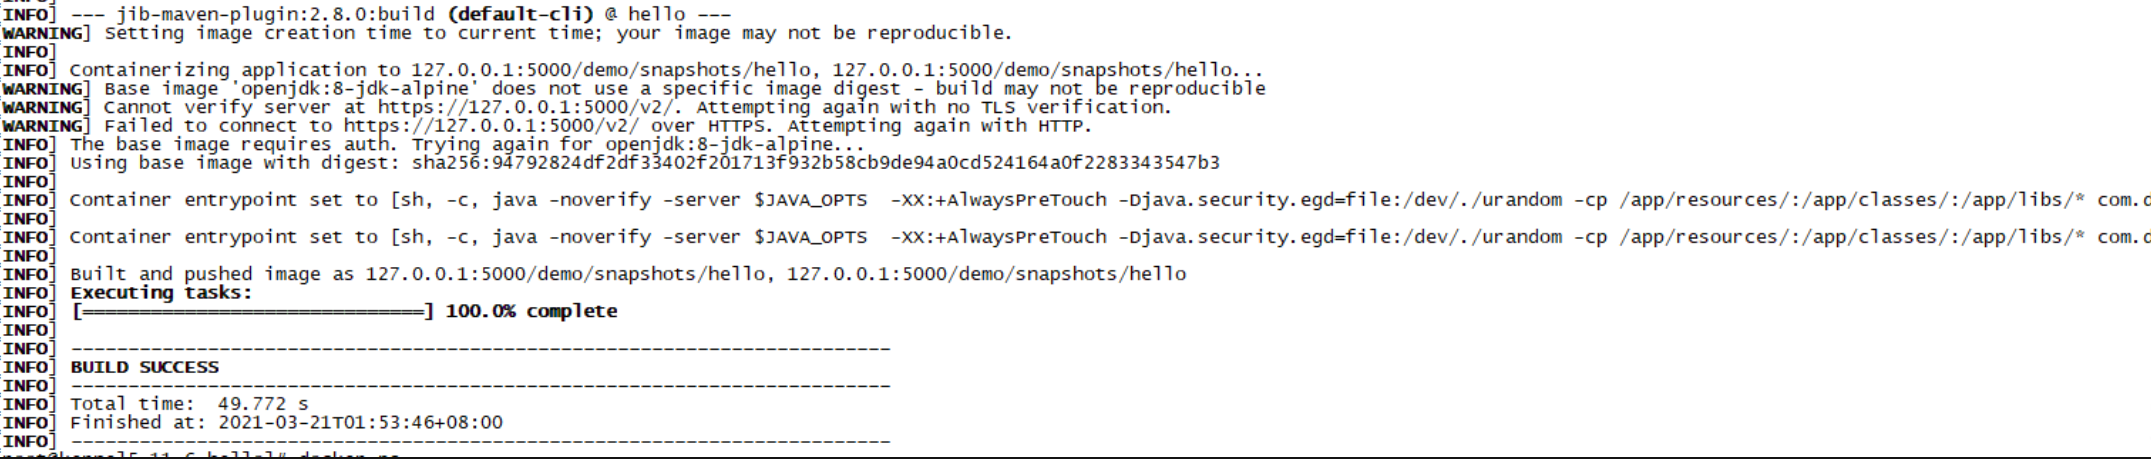 [INFO] --- jib-maven-plugin:2.8.0:build (default-cli) @ hello ---
[WARNING] Setting image creation time to current time; your image may not be reproducible.
[INFO]
[INFO] Containerizing application to 127.0.0.1:5000/demo/snapshots/hello, 127.0.0.1:5000/demo/snapshots/hello...
[WARNING] Base image 'openjdk:8-jdk-alpine' does not use a specific image digest - build may not be reproducible
[WARNING] Cannot verify server at https://127.0.0.1:5000/v2/. Attempting again with no TLS verification.
[WARNING] Failed to connect to https://127.0.0.1:5000/v2/ over HTTPS. Attempting again with HTTP.
[INFO] The base image requires auth. Trying again for openjdk:8-jdk-alpine...
[INFO] Using base image with digest: sha256:94792824df2df33402f201713f932b58cb9de94a0cd524164a0f2283343547b3
[INFO]
[INFO] Container entrypoint set to [sh, -c, java -noverify -server $JAVA_OPTS  -XX:+AlwaysPreTouch -Djava.security.egd=file:/dev/./urandom -cp /app/resources/:/app/classes/:/app/libs/* com.d
[INFO]
[INFO] Container entrypoint set to [sh, -c, java -noverify -server $JAVA_OPTS  -XX:+AlwaysPreTouch -Djava.security.egd=file:/dev/./urandom -cp /app/resources/:/app/classes/:/app/libs/* com.d
[INFO]
[INFO] Built and pushed image as 127.0.0.1:5000/demo/snapshots/hello, 127.0.0.1:5000/demo/snapshots/hello
[INFO] Executing tasks:
[INFO] [==============================] 100.0% complete
[INFO]
[INFO] ------------------------------------------------------------------------
[INFO] BUILD SUCCESS
[INFO] ------------------------------------------------------------------------
[INFO] Total time:  49.772 s
[INFO] Finished at: 2021-03-21T01:53:46+08:00
[INFO] ------------------------------------------------------------------------